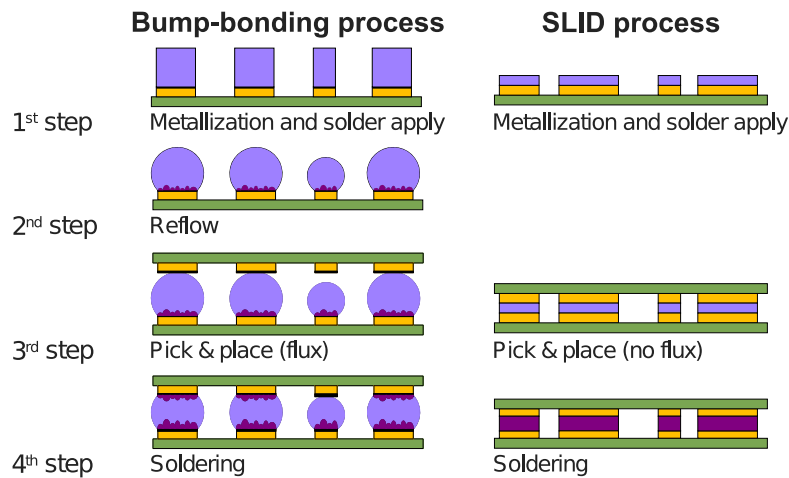 Bump-bonding process SLID process
1st step Metallization and solder apply Metallization and solder apply
2nd step Reflow
3rd step Pick & place (flux) Pick & place (no flux)
4th step Soldering Soldering